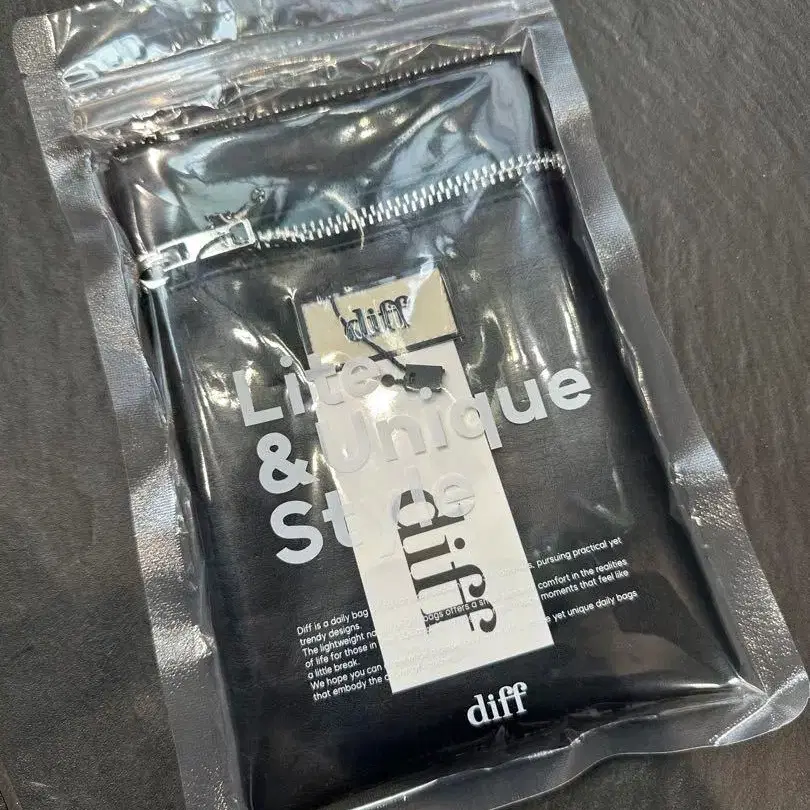 diff
Lite
& Unique
Style
diff
Diff is a daily bag pursuing practical yet
trendy designs.
The lightweight bags offers a comfort in the realities
of life for those in moments that feel like
a little break.
We hope you can yet unique daily bags
that embody the
diff